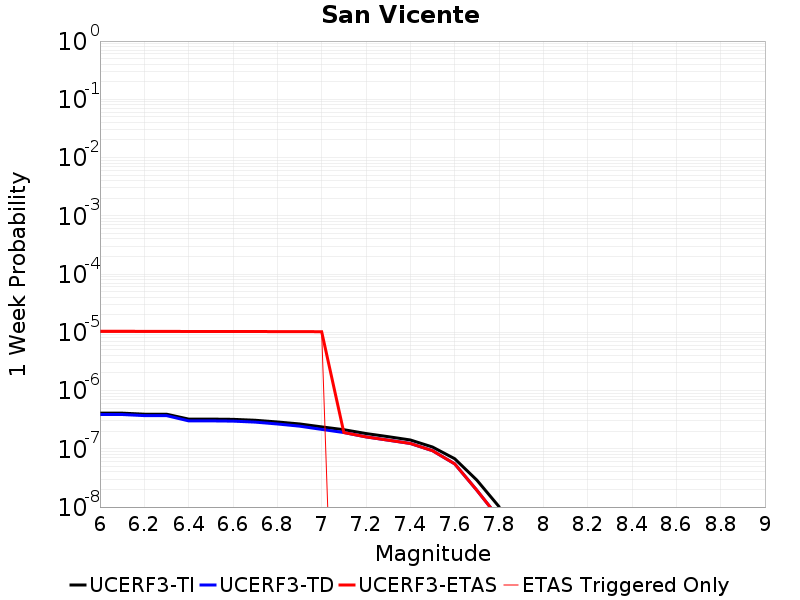 San Vicente
1 Week Probability
10^0
10^-1
10^-2
10^-3
10^-4
10^-5
10^-6
10^-7
10^-8
6 6.2 6.4 6.6 6.8 7 7.2 7.4 7.6 7.8 8 8.2 8.4 8.6 8.8 9
Magnitude
UCERF3-TI UCERF3-TD UCERF3-ETAS ETAS Triggered Only